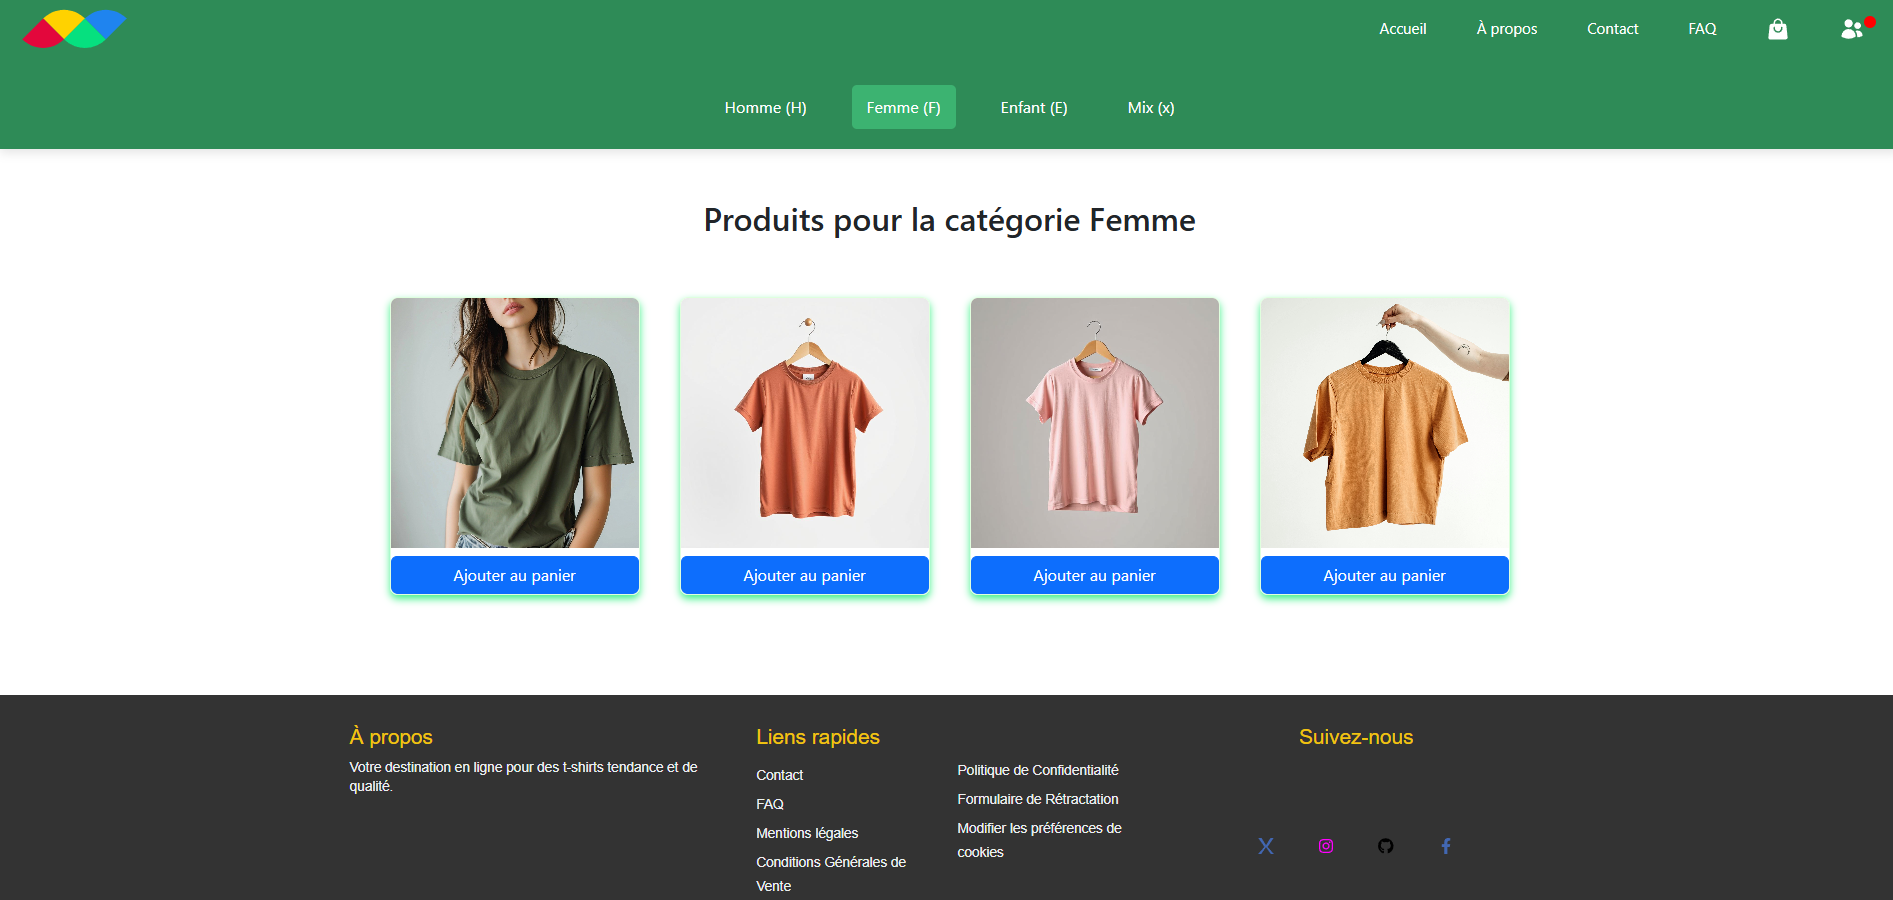 Accueil
À propos
Contact
FAQ
Homme (H)
Femme (F)
Enfant (E)
Mix (x)
Produits pour la catégorie Femme
Ajouter au panier
Ajouter au panier
Ajouter au panier
Ajouter au panier
À propos
Votre destination en ligne pour des t-shirts tendance et de
qualité.
Liens rapides
Contact
FAQ
Mentions légales
Conditions Générales de
Vente
Politique de Confidentialité
Formulaire de Rétractation
Modifier les préférences de
cookies
Suivez-nous